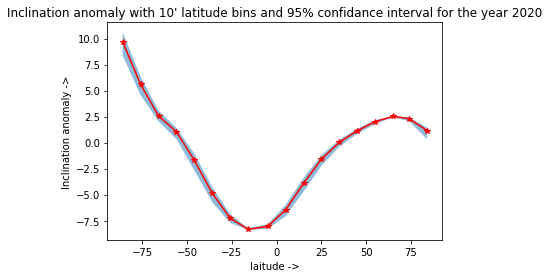 Inclination anomaly with 10' latitude bins and 95% confidance interval for the year 2020
10.0
7.5
5.0
2.5
0.0
−2.5
−5.0
−7.5
Inclination anomaly ->
−75 −50 −25 0 25 50 75
laitude ->